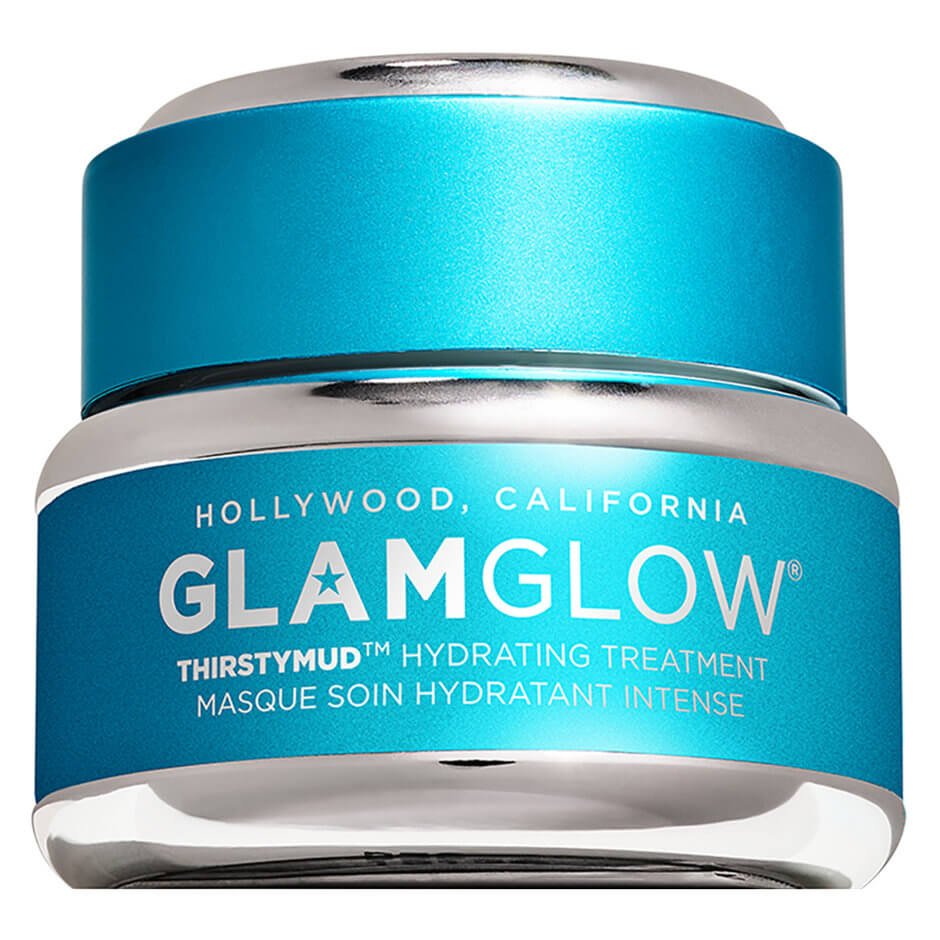 HOLLYWOOD, CALIFORNIA
GLAMGLOW®
THIRSTYMUD™ HYDRATING TREATMENT
MASQUE SOIN HYDRATANT INTENSE